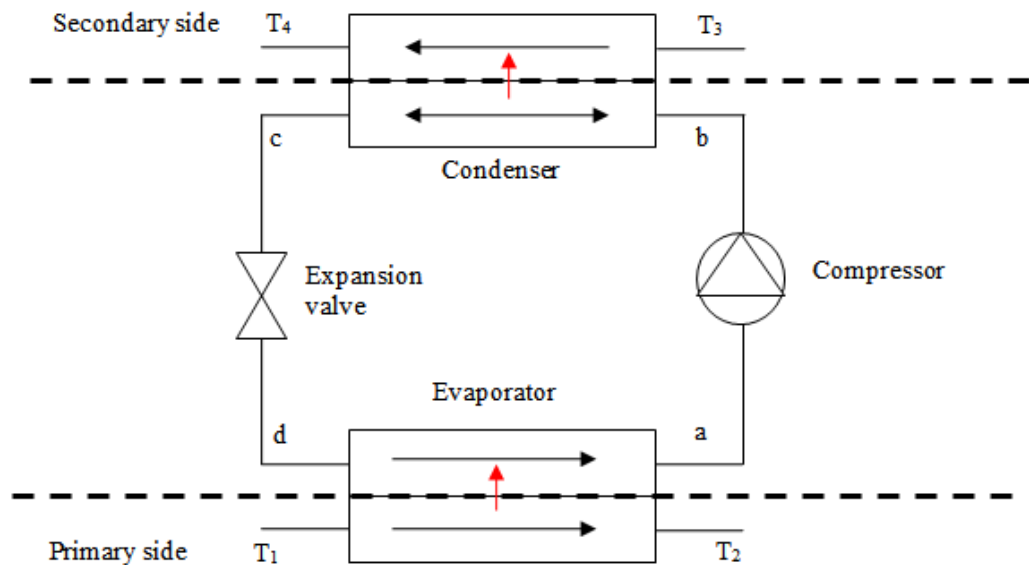 Secondary side
T4
T3
c
b
Condenser
Expansion
valve
Compressor
Evaporator
d
a
Primary side
T1
T2